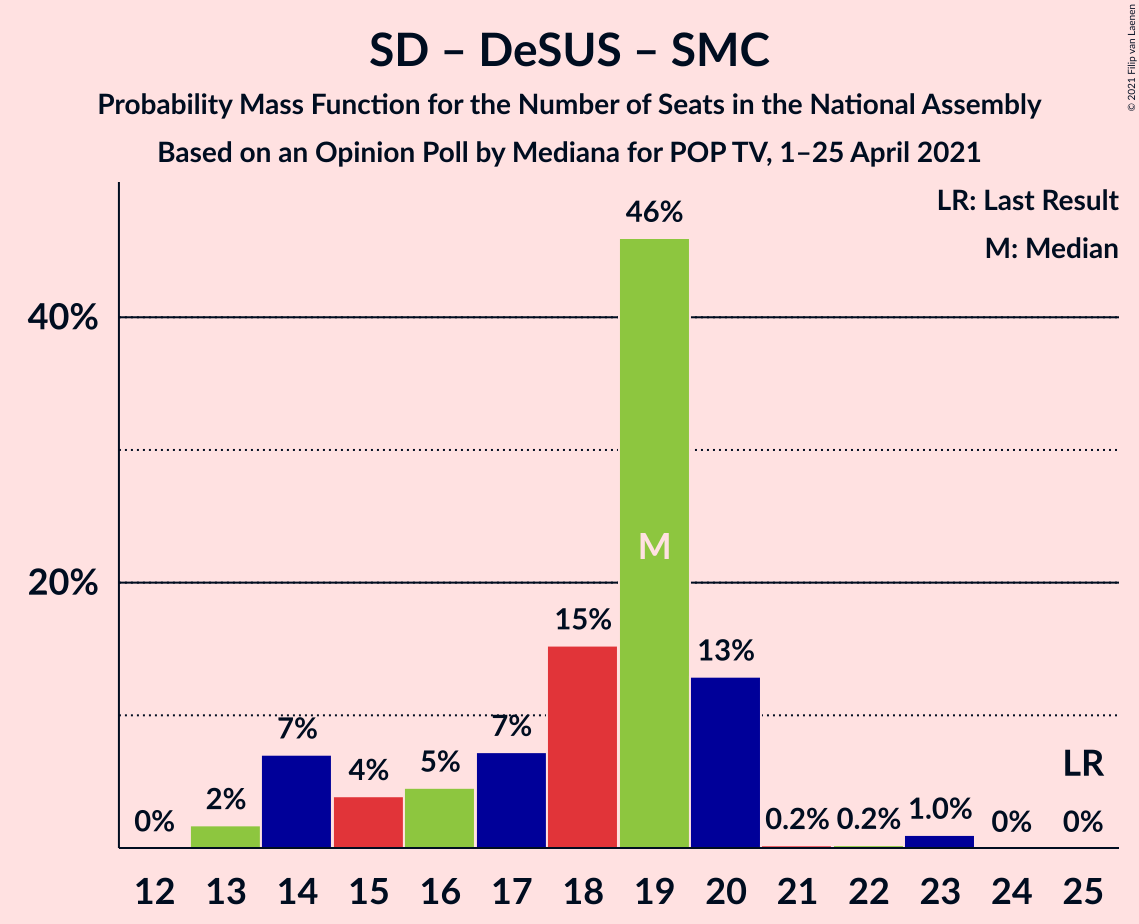 SD – DeSUS – SMC
Probability Mass Function for the Number of Seats in the National Assembly
Based on an Opinion Poll by Mediana for POP TV, 1–25 April 2021
© 2021 Filip van Laenen
LR: Last Result
M: Median
40%
20%
0%
2%
7%
4%
5%
7%
15%
46%
M
13%
0.2%
0.2%
1.0%
0%
LR
0%
12 13 14 15 16 17 18 19 20 21 22 23 24 25